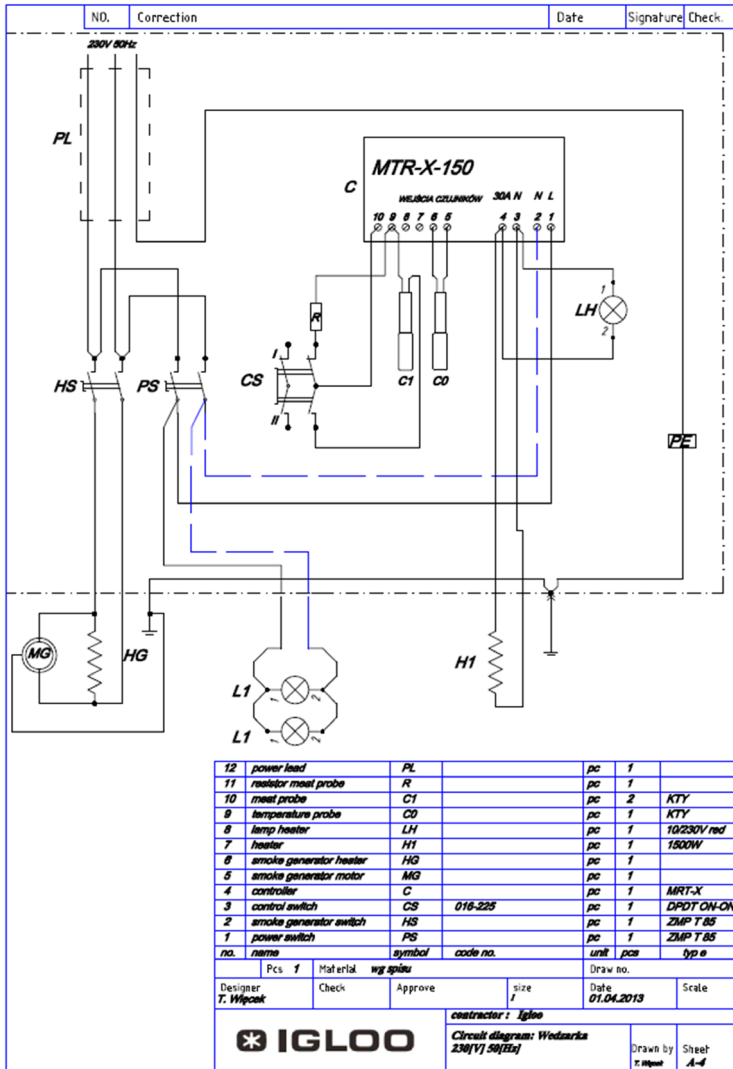 NO. Correction Date Signature Check.
230V 50Hz
PL
MTR-X-150
C
WEJŚCIA CZUJNIKÓW 30A N N L
10 9 8 7 6 5 4 3 2 1
R
1
LH
2
I
HS PS CS C1 C0
II
PE
MG HG H1
L1 1 2
L1 1 2
12 power lead PL pc 1
11 resistor meat probe R pc 1
10 meat probe C1 pc 2 KTY
9 temperature probe C0 pc 1 KTY
8 lamp heater LH pc 1 10/230V red
7 heater H1 pc 1 1500W
6 smoke generator heater HG pc 1
5 smoke generator motor MG pc 1
4 controller C pc 1 MRT-X
3 control switch CS 016-225 pc 1 DPDT ON-ON
2 smoke generator switch HS pc 1 ZMP T 85
1 power switch PS pc 1 ZMP T 85
no. name symbol code no. unit pcs type
Pcs 1 Material wg spisu Draw no.
Designer Check Approve size Date Scale
T. Więcek 1 01.04.2013
contractor : Igloo
IGLOO
Circuit diagram: Wedzarka
230[V] 50[Hz]
Drawn by Sheet
T. Więcek A-4